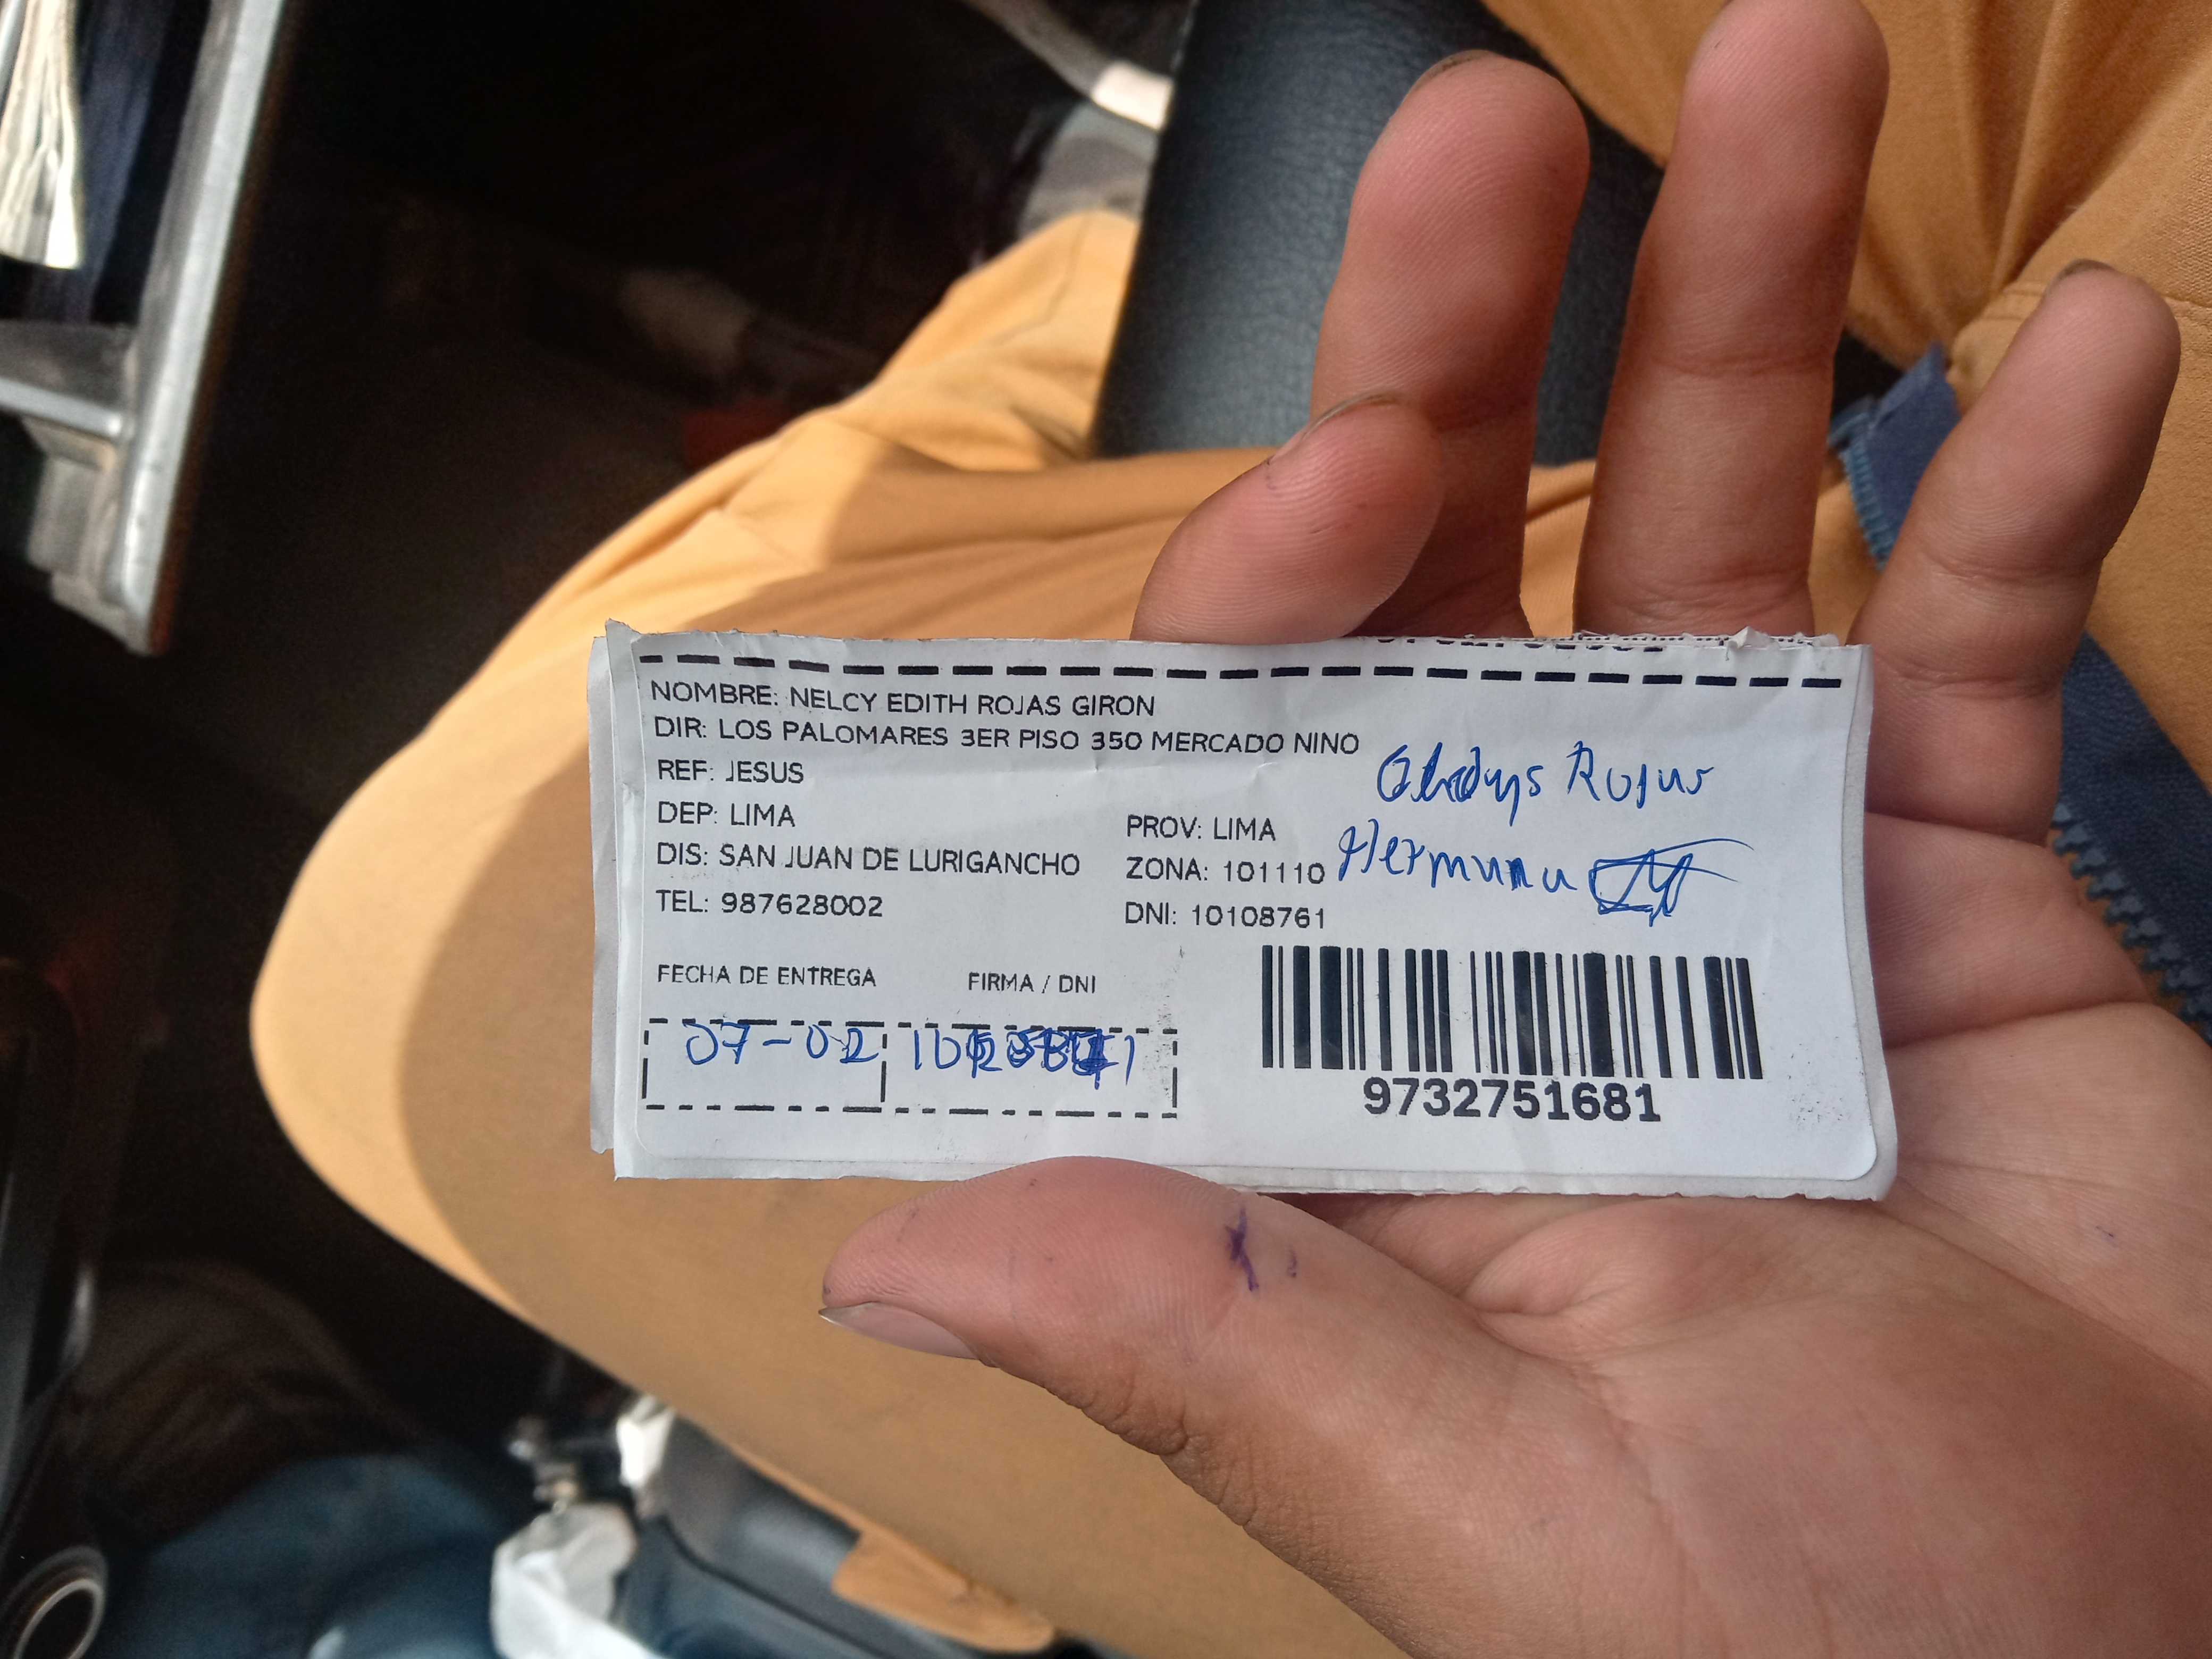 NOMBRE: NELCY EDITH ROJAS GIRON
DIR: LOS PALOMARES 3ER PISO 350 MERCADO NINO
REF: JESUS
DEP: LIMA
PROV: LIMA
DIS: SAN JUAN DE LURIGANCHO
ZONA: 101110
TEL: 987628002
DNI: 10108761
Gladys Rojas
Hermana
FECHA DE ENTREGA
FIRMA / DNI
07-02
9732751681